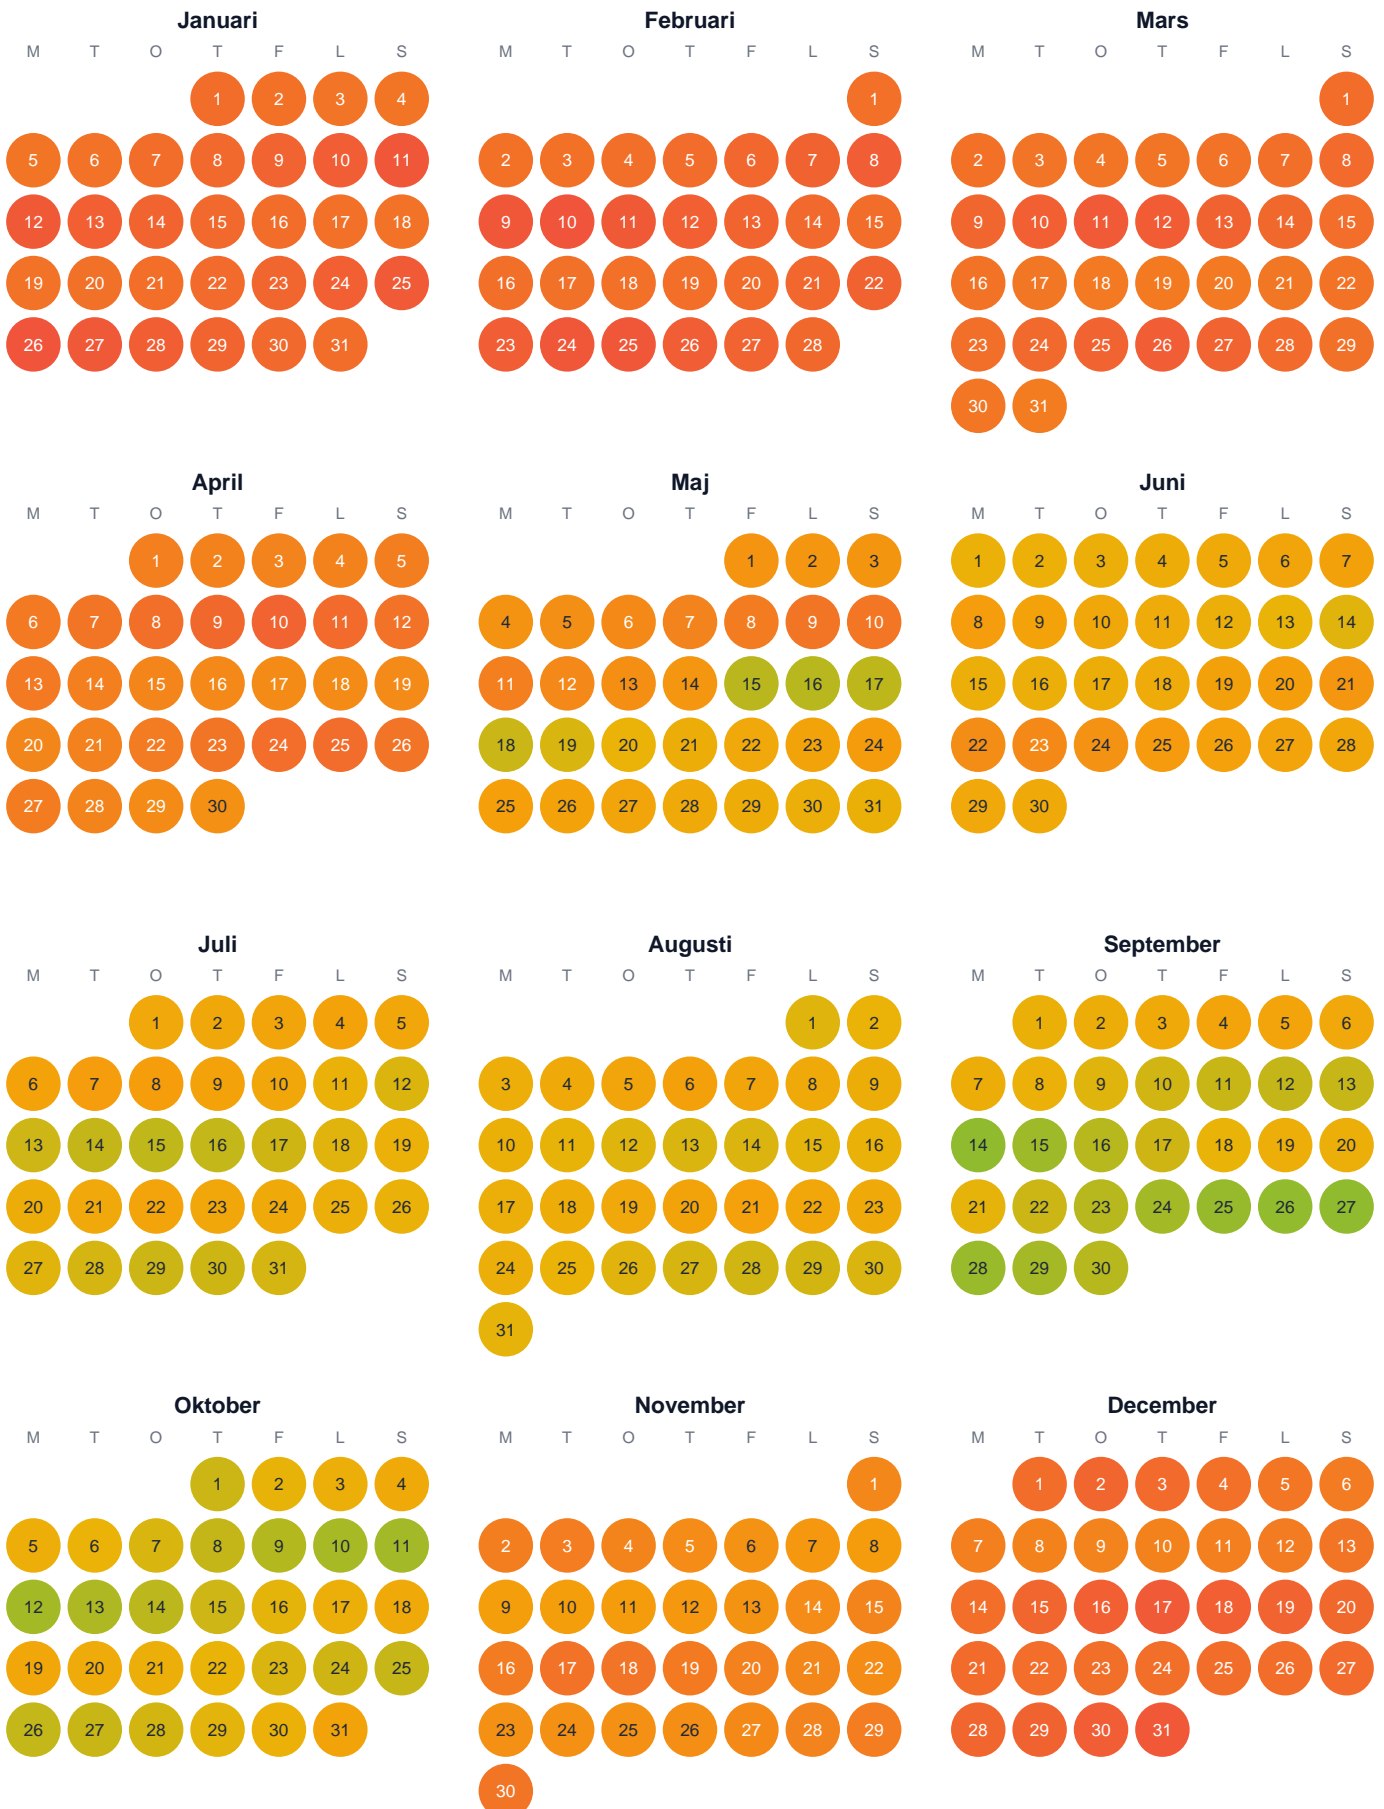 Januari Februari Mars
M T O T F L S M T O T F L S M T O T F L S
1 2 3 4 1 1
5 6 7 8 9 10 11 2 3 4 5 6 7 8 2 3 4 5 6 7 8
12 13 14 15 16 17 18 9 10 11 12 13 14 15 9 10 11 12 13 14 15
19 20 21 22 23 24 25 16 17 18 19 20 21 22 16 17 18 19 20 21 22
26 27 28 29 30 31 23 24 25 26 27 28 23 24 25 26 27 28 29
30 31
April Maj Juni
M T O T F L S M T O T F L S M T O T F L S
1 2 3 4 5 1 2 3 1 2 3 4 5 6 7
6 7 8 9 10 11 12 4 5 6 7 8 9 10 8 9 10 11 12 13 14
13 14 15 16 17 18 19 11 12 13 14 15 16 17 15 16 17 18 19 20 21
20 21 22 23 24 25 26 18 19 20 21 22 23 24 22 23 24 25 26 27 28
27 28 29 30 25 26 27 28 29 30 31 29 30
Juli Augusti September
M T O T F L S M T O T F L S M T O T F L S
1 2 3 4 5 1 2 1 2 3 4 5 6
6 7 8 9 10 11 12 3 4 5 6 7 8 9 7 8 9 10 11 12 13
13 14 15 16 17 18 19 10 11 12 13 14 15 16 14 15 16 17 18 19 20
20 21 22 23 24 25 26 17 18 19 20 21 22 23 21 22 23 24 25 26 27
27 28 29 30 31 24 25 26 27 28 29 30 28 29 30
31
Oktober November December
M T O T F L S M T O T F L S M T O T F L S
1 2 3 4 1 1 2 3 4 5 6
5 6 7 8 9 10 11 2 3 4 5 6 7 8 7 8 9 10 11 12 13
12 13 14 15 16 17 18 9 10 11 12 13 14 15 14 15 16 17 18 19 20
19 20 21 22 23 24 25 16 17 18 19 20 21 22 21 22 23 24 25 26 27
26 27 28 29 30 31 23 24 25 26 27 28 29 28 29 30 31
30